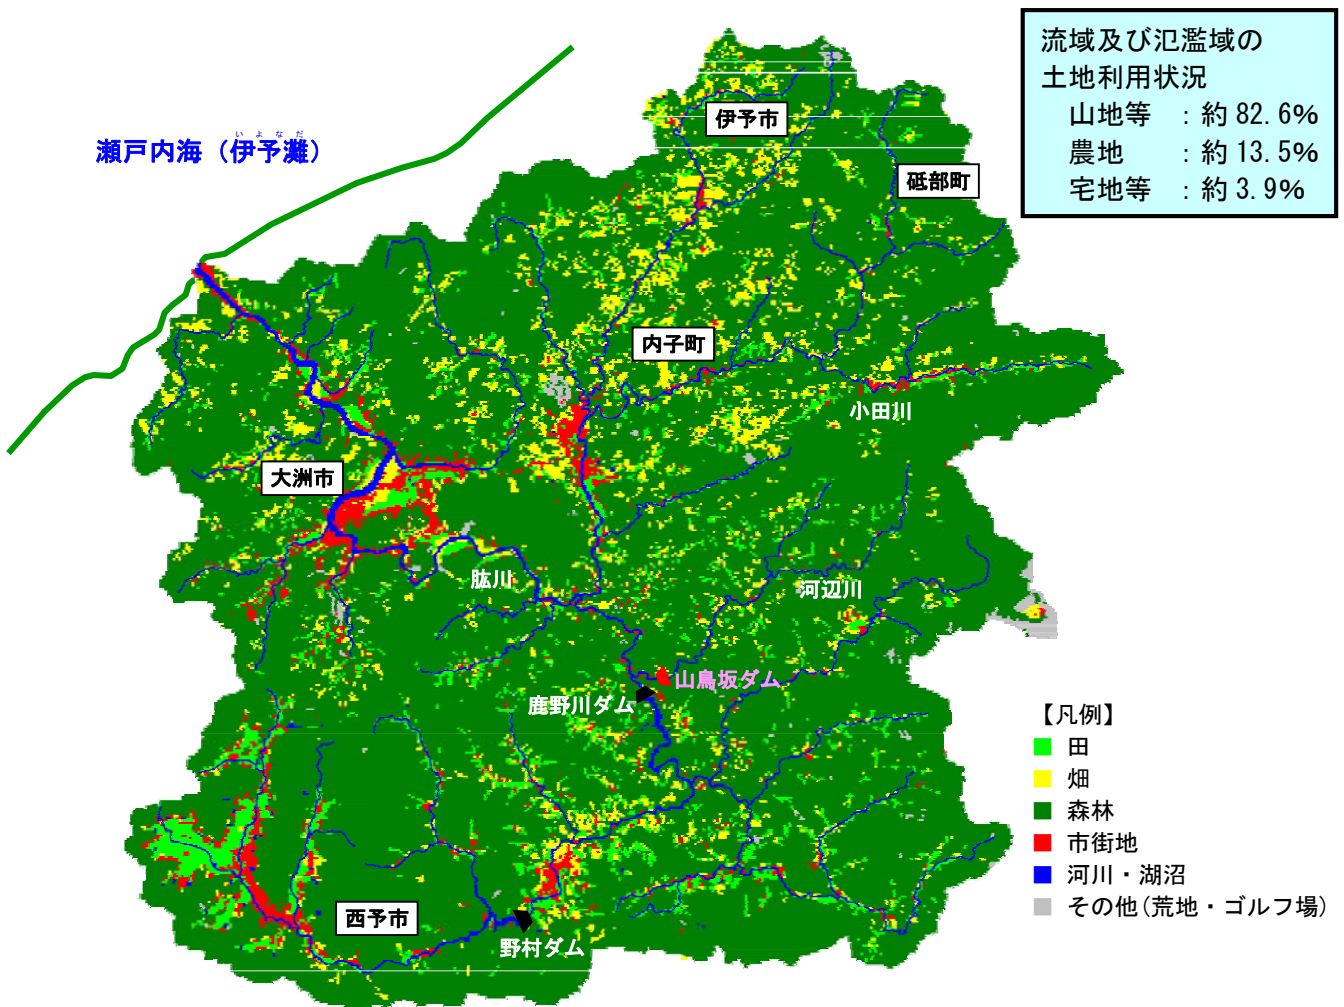 流域及び氾濫域の
土地利用状況
山地等 : 約 82.6%
農地 : 約 13.5%
宅地等 : 約 3.9%
伊予市
いよなだ
瀬戸内海（伊予灘）
砥部町
内子町
小田川
大洲市
肱川
河辺川
山鳥坂ダム
鹿野川ダム
【凡例】
田
畑
森林
市街地
河川・湖沼
その他(荒地・ゴルフ場)
西予市
野村ダム